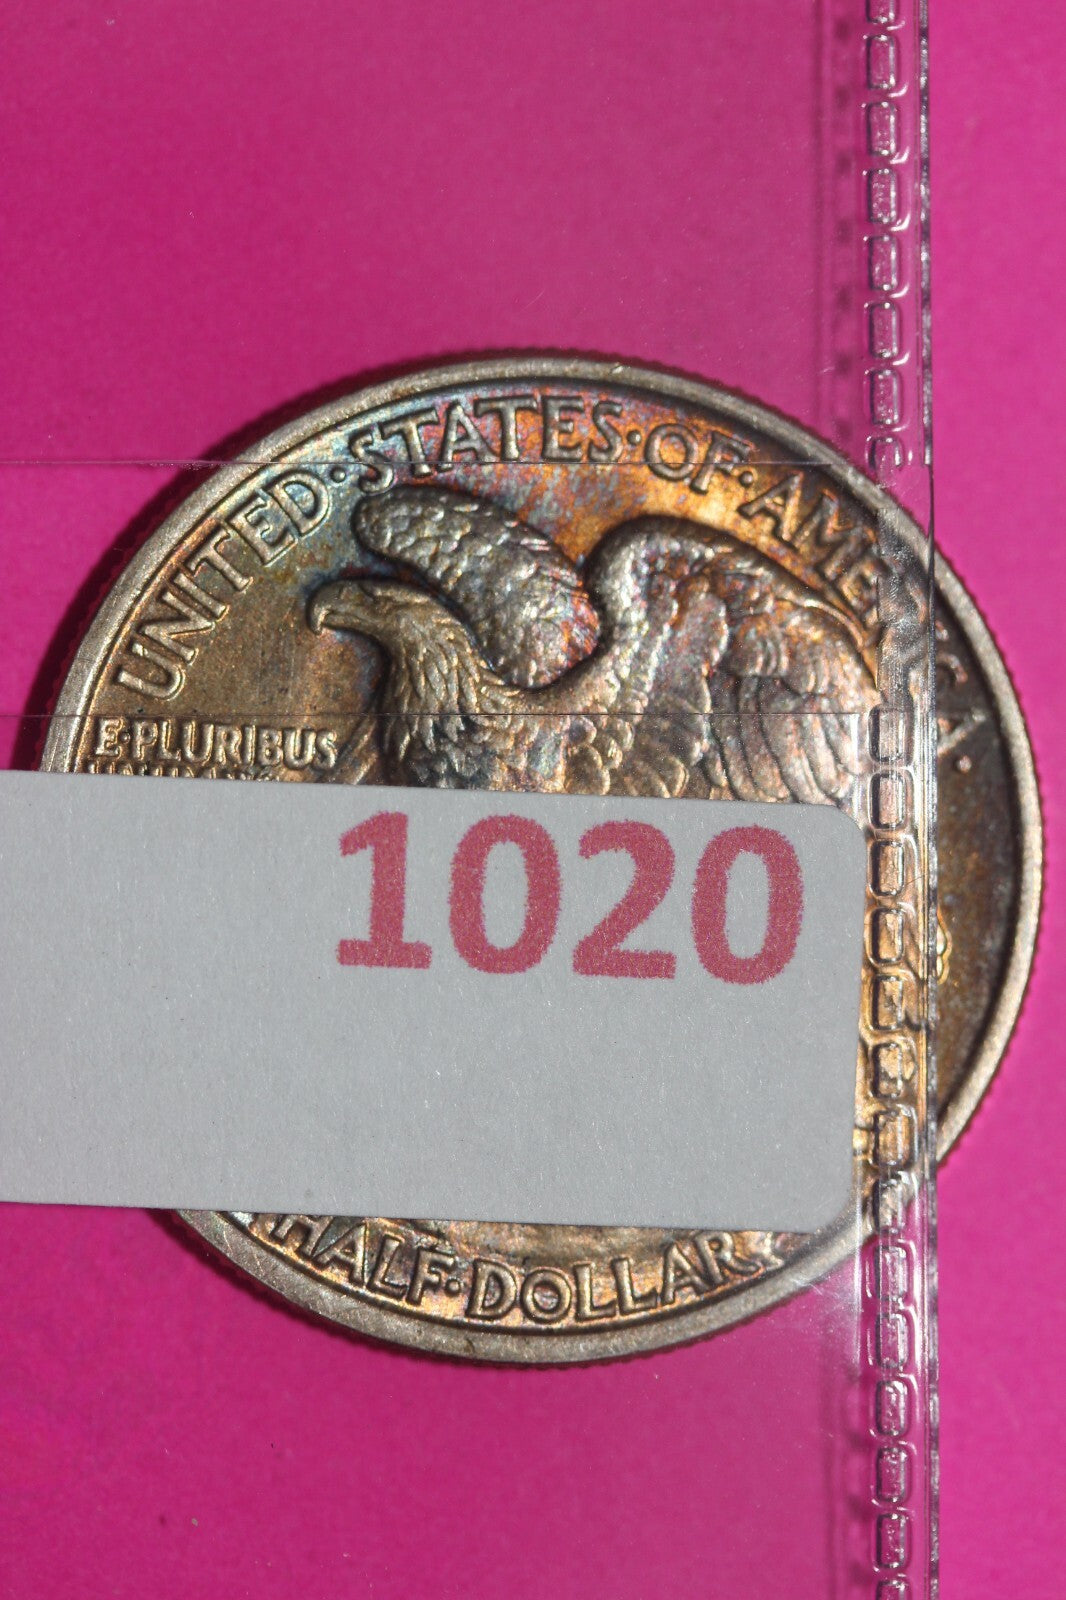 UNITED·STATES·OF·AMERICA·
E·PLURIBUS
1020
HALF·DOLLAR